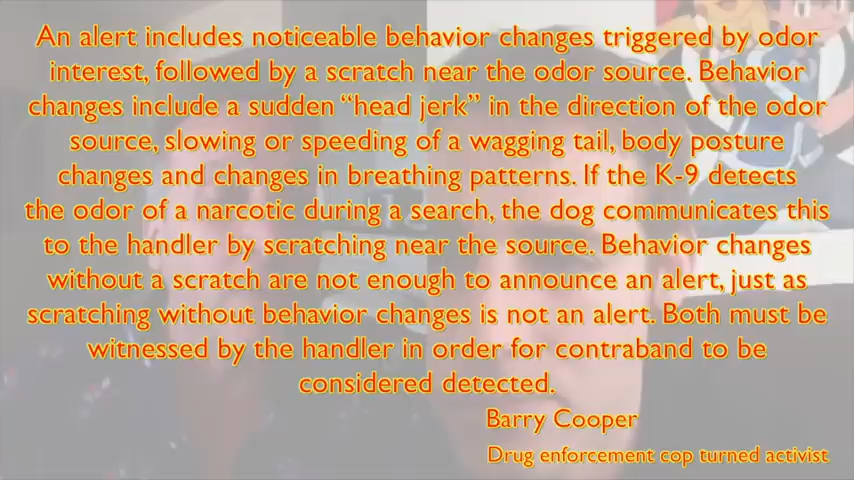 An alert includes noticeable behavior changes triggered by odor
interest, followed by a scratch near the odor source. Behavior
changes include a sudden “head jerk” in the direction of the odor
source, slowing or speeding of a wagging tail, body posture
changes and changes in breathing patterns. If the K-9 detects
the odor of a narcotic during a search, the dog communicates this
to the handler by scratching near the source. Behavior changes
without a scratch are not enough to announce an alert, just as
scratching without behavior changes is not an alert. Both must be
witnessed by the handler in order for contraband to be
considered detected.
Barry Cooper
Drug enforcement cop turned activist